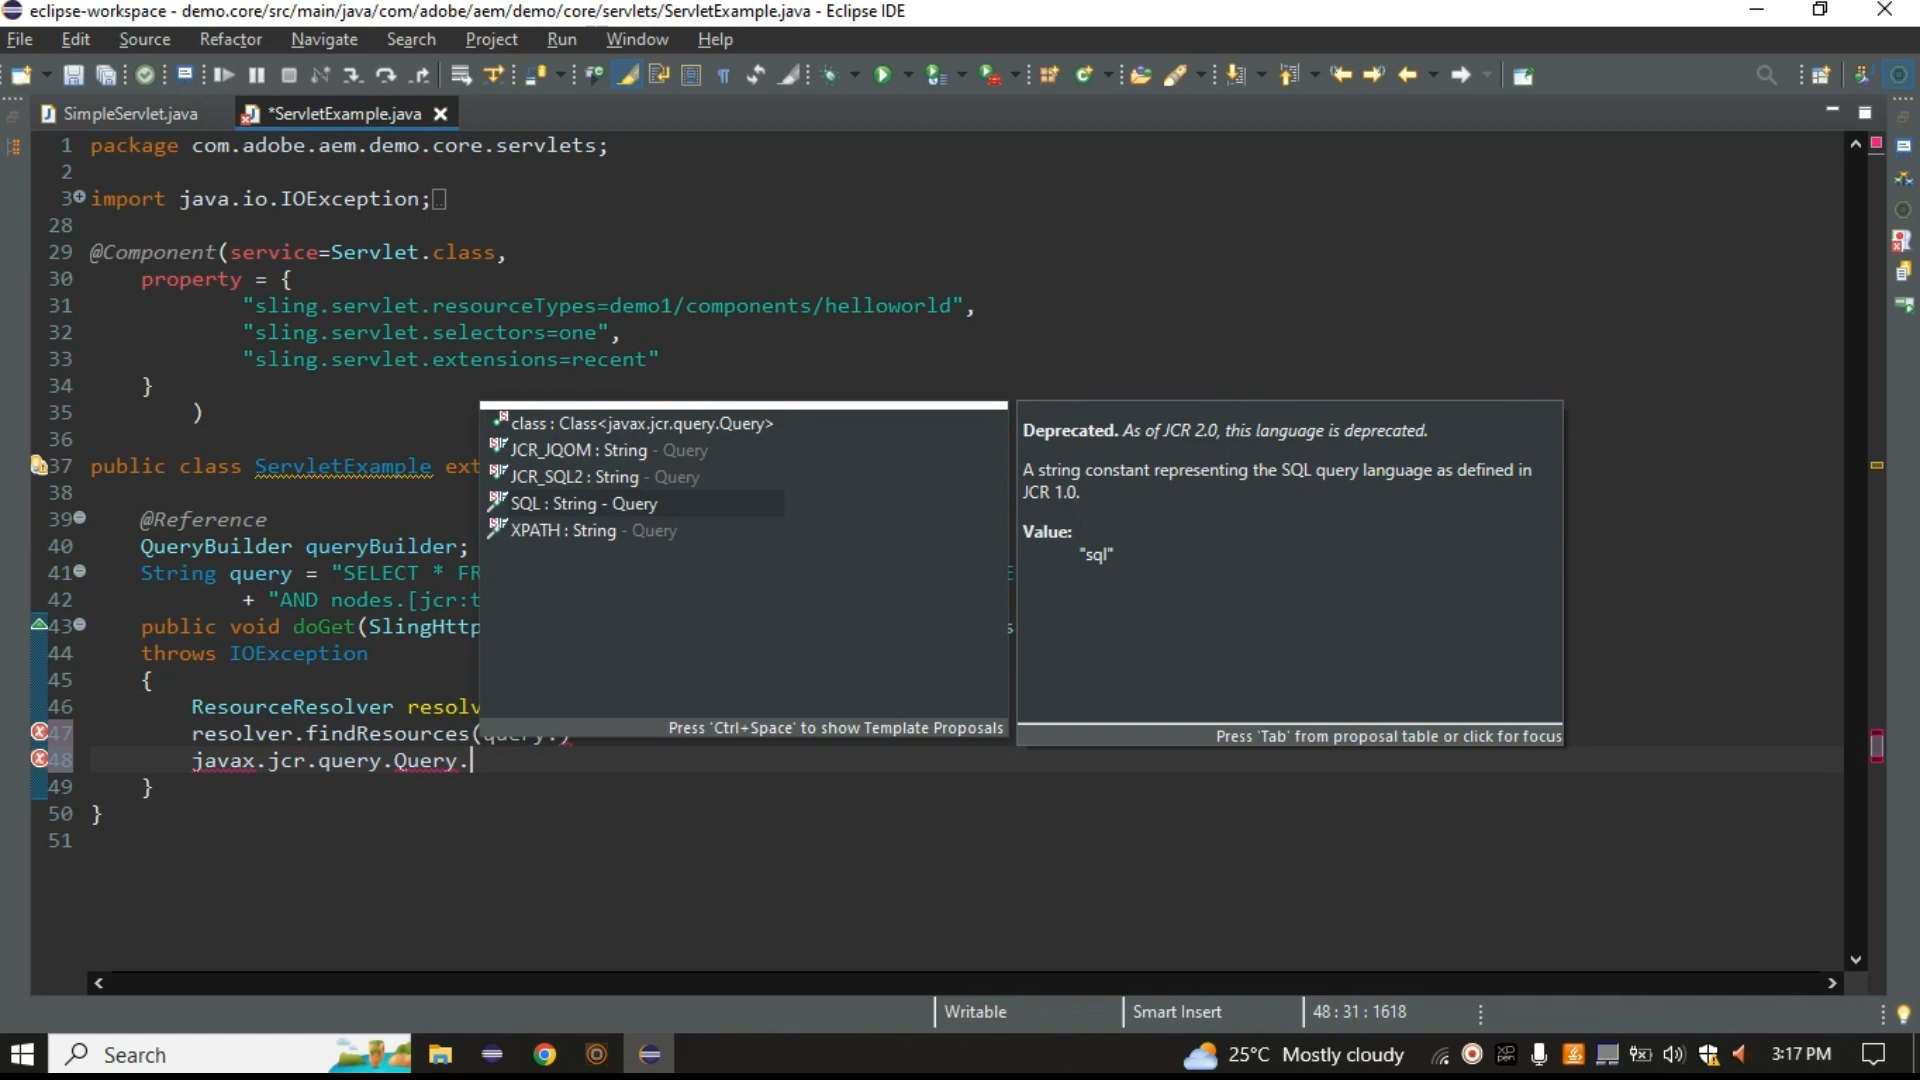 eclipse-workspace - demo.core/src/main/java/com/adobe/aem/demo/core/servlets/ServletExample.java - Eclipse IDE
File Edit Source Refactor Navigate Search Project Run Window Help
SimpleServlet.java *ServletExample.java
1 package com.adobe.aem.demo.core.servlets;
2
3 import java.io.IOException;
28
29 @Component(service=Servlet.class,
30 property = {
31 "sling.servlet.resourceTypes=demo1/components/helloworld",
32 "sling.servlet.selectors=one",
33 "sling.servlet.extensions=recent"
34 }
35 )
36
37 public class ServletExample ext
38
39 @Reference
40 QueryBuilder queryBuilder;
41 String query = "SELECT * FR
42 + "AND nodes.[jcr:t
43 public void doGet(SlingHttp
44 throws IOException
45 {
46 ResourceResolver resolv
47 resolver.findResources(query.)
48 javax.jcr.query.Query.
49 }
50 }
51
class : Class<javax.jcr.query.Query>
JCR_JQOM : String - Query
JCR_SQL2 : String - Query
SQL : String - Query
XPATH : String - Query
Press 'Ctrl+Space' to show Template Proposals
Deprecated. As of JCR 2.0, this language is deprecated.
A string constant representing the SQL query language as defined in
JCR 1.0.
Value:
"sql"
Press 'Tab' from proposal table or click for focus
Writable Smart Insert 48 : 31 : 1618
Search 25°C Mostly cloudy 3:17 PM